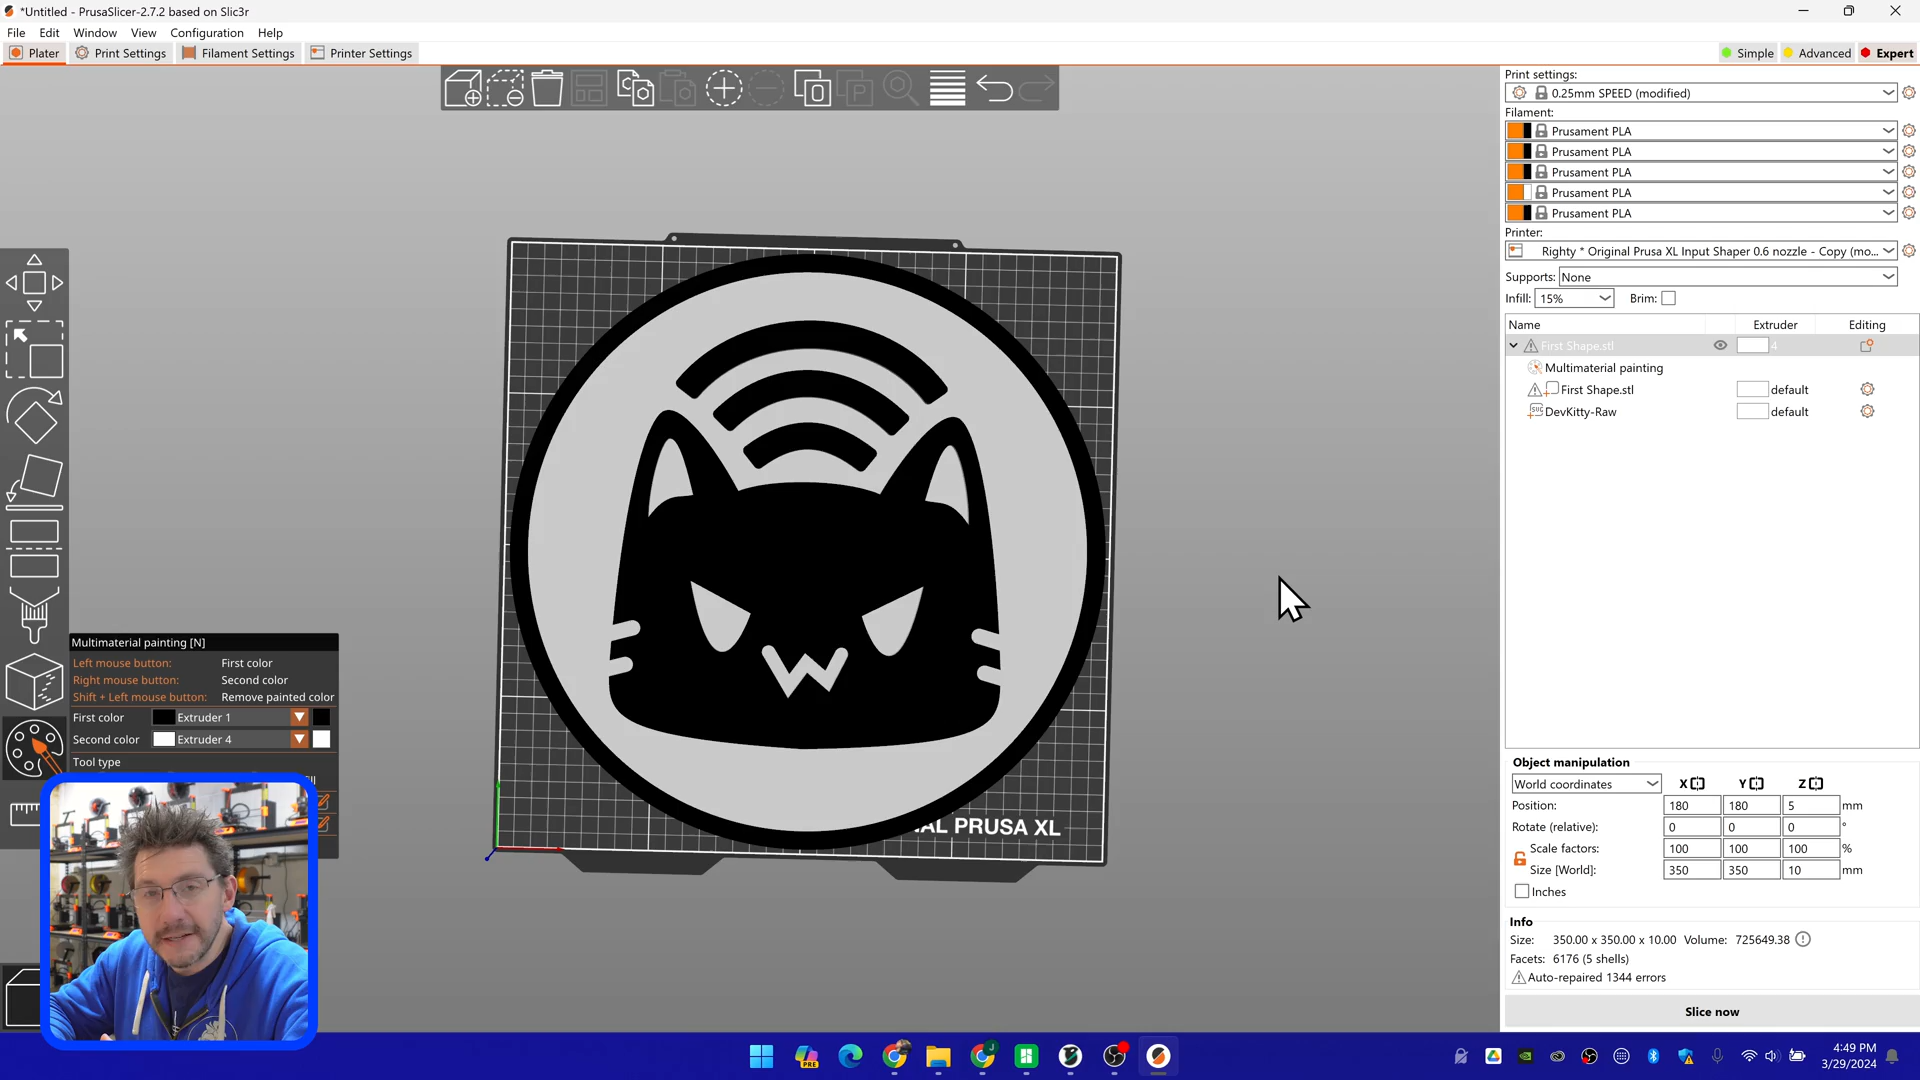 *Untitled - PrusaSlicer-2.7.2 based on Slic3r
File Edit Window View Configuration Help
Plater Print Settings Filament Settings Printer Settings
Simple Advanced Expert
Print settings:
0.25mm SPEED (modified)
Filament:
Prusament PLA
Prusament PLA
Prusament PLA
Prusament PLA
Prusament PLA
Printer:
Righty * Original Prusa XL Input Shaper 0.6 nozzle - Copy (mo...
Supports: None
Infill: 15% Brim:
Name Extruder Editing
First Shape.stl 4
Multimaterial painting
First Shape.stl default
DevKitty-Raw default
Multimaterial painting [N]
Left mouse button: First color
Right mouse button: Second color
Shift + Left mouse button: Remove painted color
First color Extruder 1
Second color Extruder 4
Tool type
AL PRUSA XL
Object manipulation
World coordinates X Y Z
Position: 180 180 5 mm
Rotate (relative): 0 0 0 °
Scale factors: 100 100 100 %
Size [World]: 350 350 10 mm
Inches
Info
Size: 350.00 x 350.00 x 10.00 Volume: 725649.38
Facets: 6176 (5 shells)
Auto-repaired 1344 errors
Slice now
PRE
4:49 PM
3/29/2024